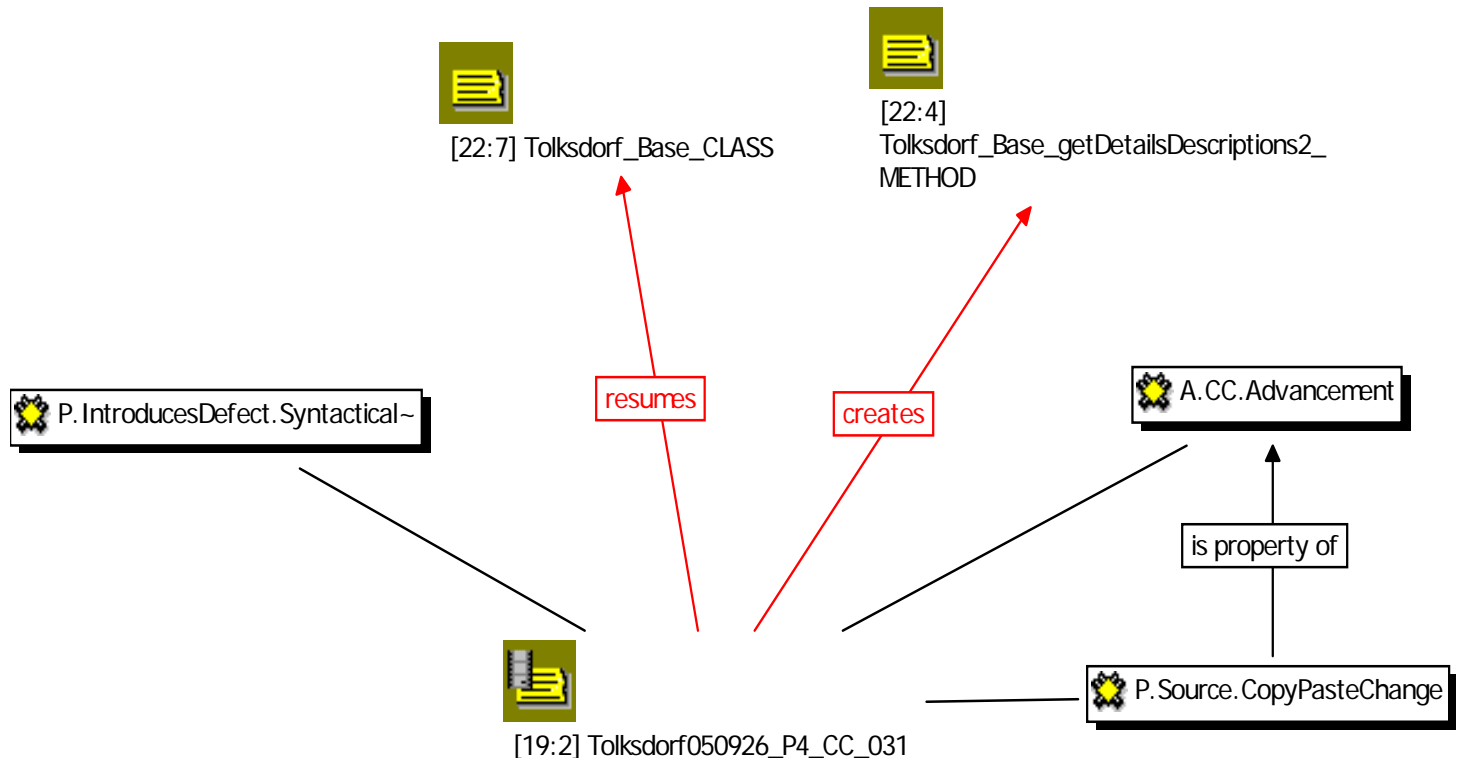 [22:7] Tolksdorf_Base_CLASS
[22:4]
Tolksdorf_Base_getDetailsDescriptions2_
METHOD
P.IntroducesDefect.Syntactical~
resumes
creates
A.CC.Advancement
is property of
P.Source.CopyPasteChange
[19:2] Tolksdorf050926_P4_CC_031